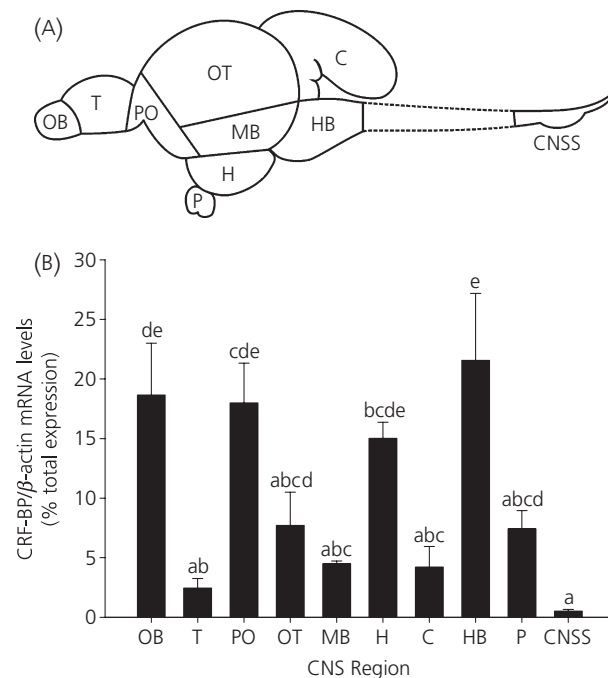 (A)
C
OT
T
PO
OB
MB
HB
CNSS
H
P
(B)
CRF-BP/β-actin mRNA levels
(% total expression)
30
25
20
15
10
5
0
de
ab
cde
abcd
abc
bcde
abc
e
abcd
a
OB T PO OT MB H C HB P CNSS
CNS Region